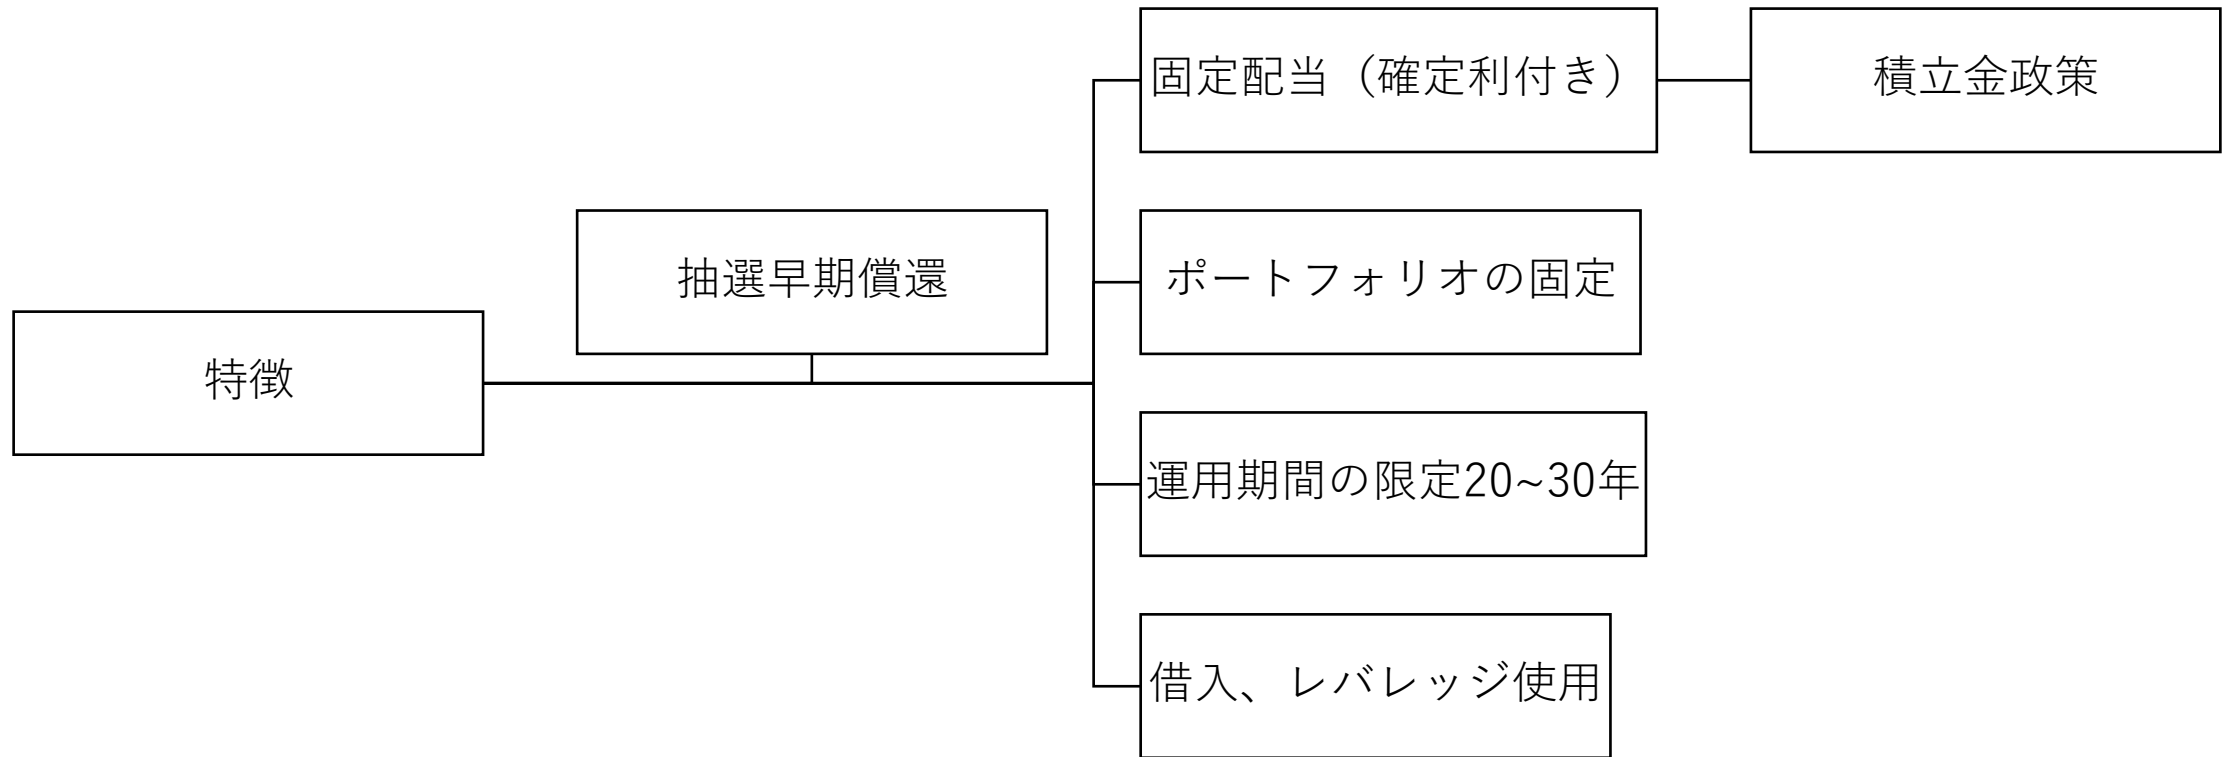 特徴
抽選早期償還
固定配当（確定利付き）
積立金政策
ポートフォリオの固定
運用期間の限定20~30年
借入、レバレッジ使用